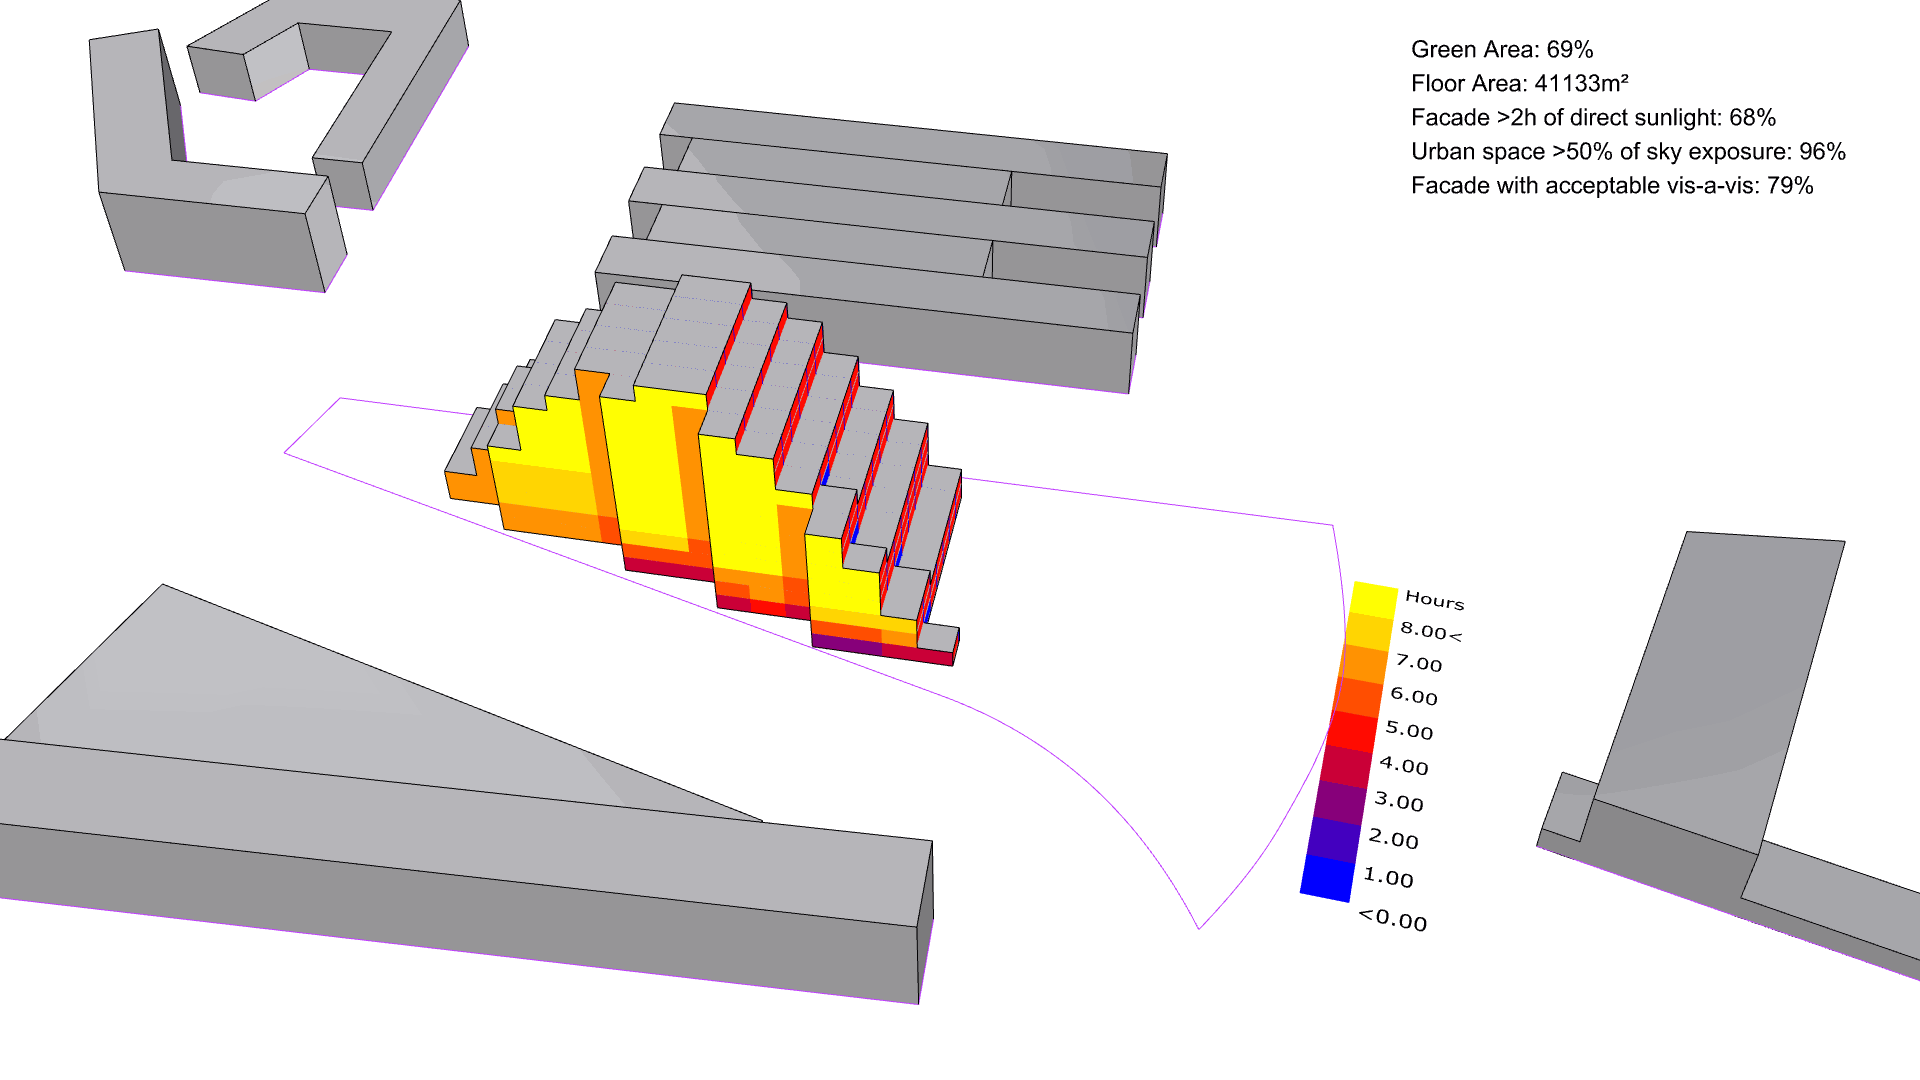 Green Area: 69%
Floor Area: 41133m²
Facade >2h of direct sunlight: 68%
Urban space >50% of sky exposure: 96%
Facade with acceptable vis-a-vis: 79%
Hours
8.00<
7.00
6.00
5.00
4.00
3.00
2.00
1.00
<0.00